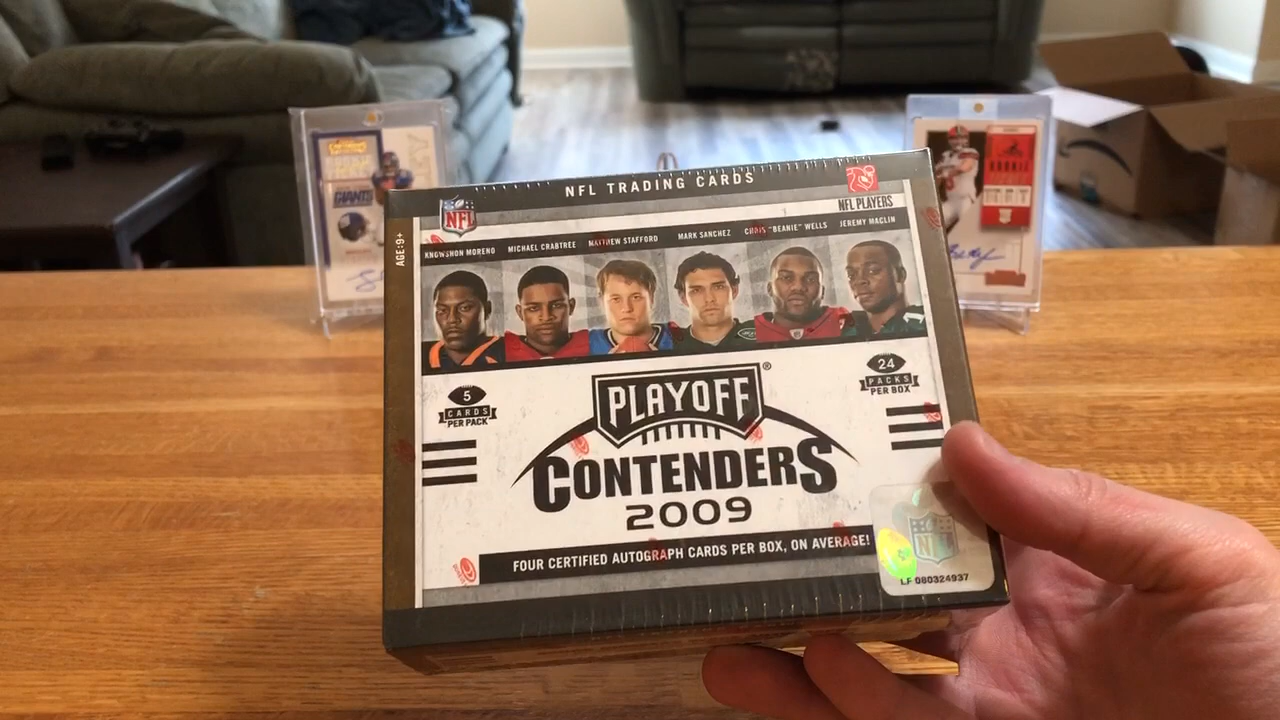 NFL TRADING CARDS
NFL
NFL PLAYERS
AGE: 9+
KNOWSHON MORENO MICHAEL CRABTREE MATTHEW STAFFORD MARK SANCHEZ CHRIS "BEANIE" WELLS JEREMY MACLIN
5
CARDS
PER PACK
24
PACKS
PER BOX
PLAYOFF®
CONTENDERS
2009
FOUR CERTIFIED AUTOGRAPH CARDS PER BOX, ON AVERAGE!
NFL
LF 080324937
GIANTS
ROOKIE